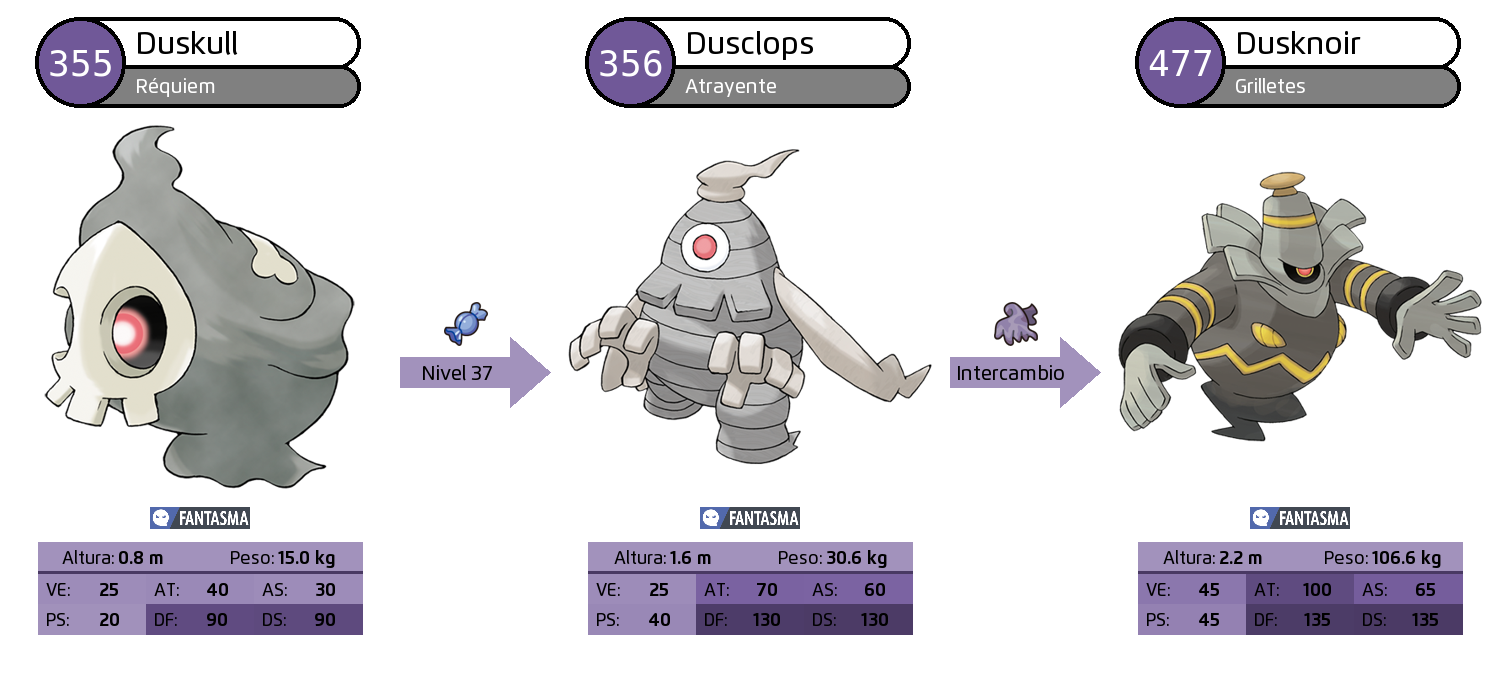 355
Duskull
Réquiem
356
Dusclops
Atrayente
477
Dusknoir
Grilletes
Nivel 37
Intercambio
FANTASMA
Altura: 0.8 m Peso: 15.0 kg
VE: 25 AT: 40 AS: 30
PS: 20 DF: 90 DS: 90
FANTASMA
Altura: 1.6 m Peso: 30.6 kg
VE: 25 AT: 70 AS: 60
PS: 40 DF: 130 DS: 130
FANTASMA
Altura: 2.2 m Peso: 106.6 kg
VE: 45 AT: 100 AS: 65
PS: 45 DF: 135 DS: 135